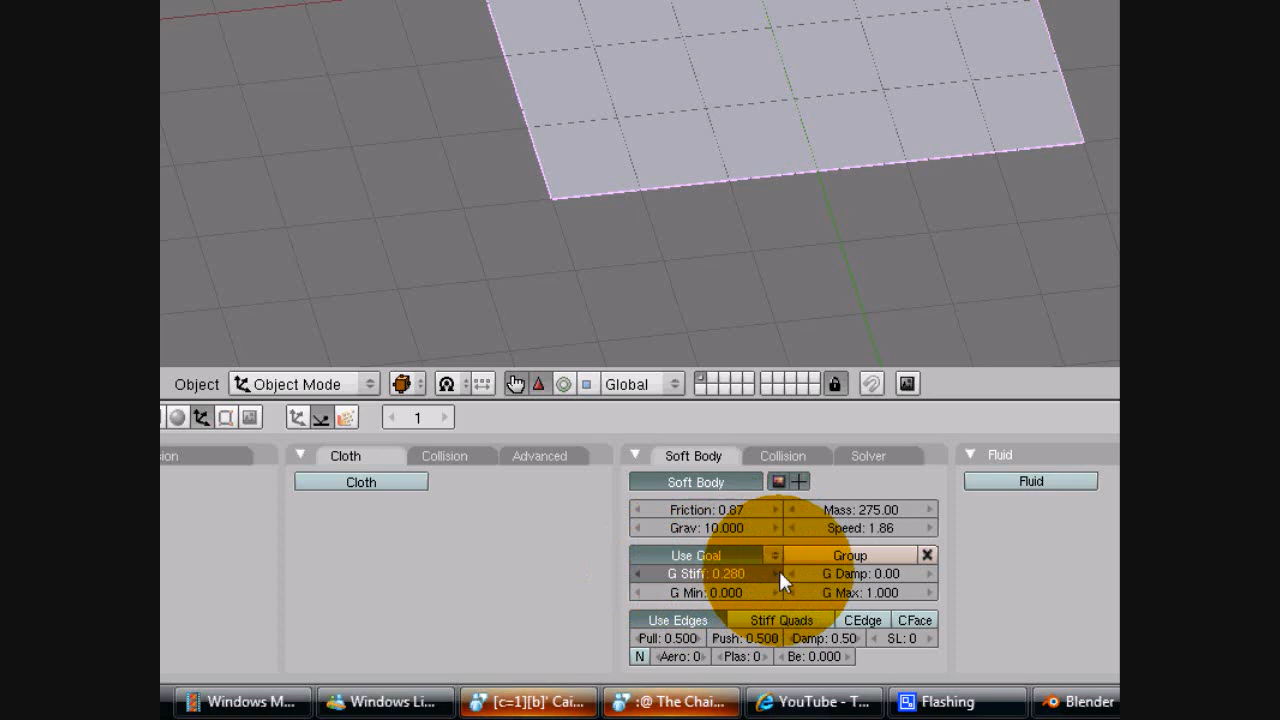 Object Object Mode Global
1
ion Cloth Collision Advanced Soft Body Collision Solver Fluid
Cloth Soft Body Fluid
Friction: 0.87 Mass: 275.00
Grav: 10.000 Speed: 1.86
Use Goal Group
G Stiff: 0.280 G Damp: 0.00
G Min: 0.000 G Max: 1.000
Use Edges Stiff Quads CEdge CFace
Pull: 0.500 Push: 0.500 Damp: 0.50 SL: 0
N Aero: 0 Plas: 0 Be: 0.000
Windows M... Windows Li... [c=1][b]' Cai... :@ The Chai... YouTube - T... Flashing Blender